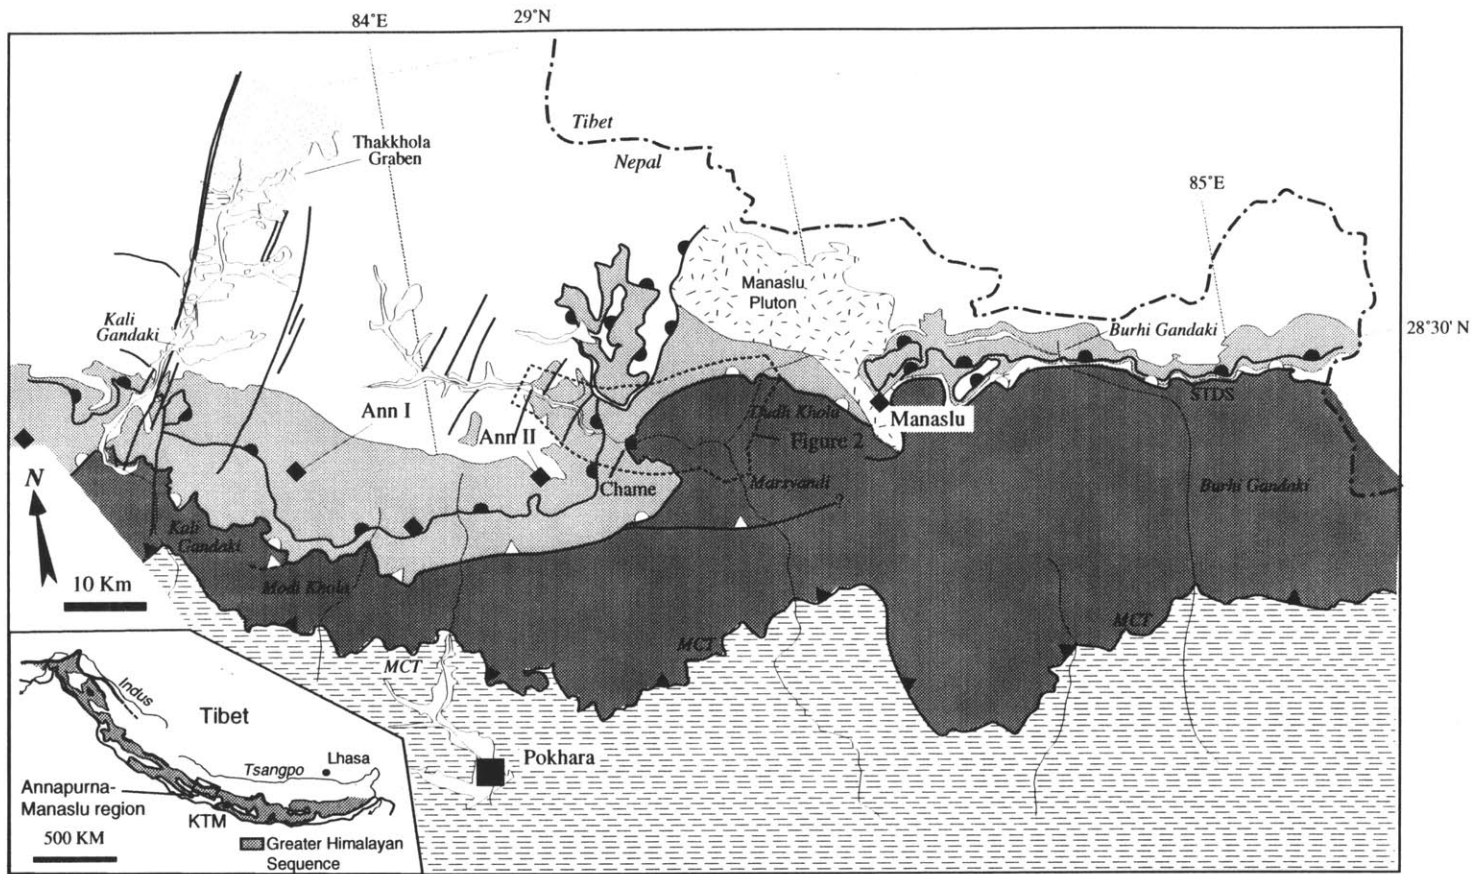 84°E
29°N
Thakkhola
Graben
Tibet
Nepal
85°E
Manaslu
Pluton
Kali
Gandaki
Burhi Gandaki
28°30' N
Ann I
Ann II
Dudh Khola
Manaslu
STDS
Figure 2
Chame
Marsyandi
?
Burhi Gandaki
N
Kali
Gandaki
10 Km
Modi Khola
MCT
MCT
MCT
Pokhara
Indus
Tibet
Lhasa
Tsangpo
Annapurna-
Manaslu region
KTM
500 KM
Greater Himalayan
Sequence